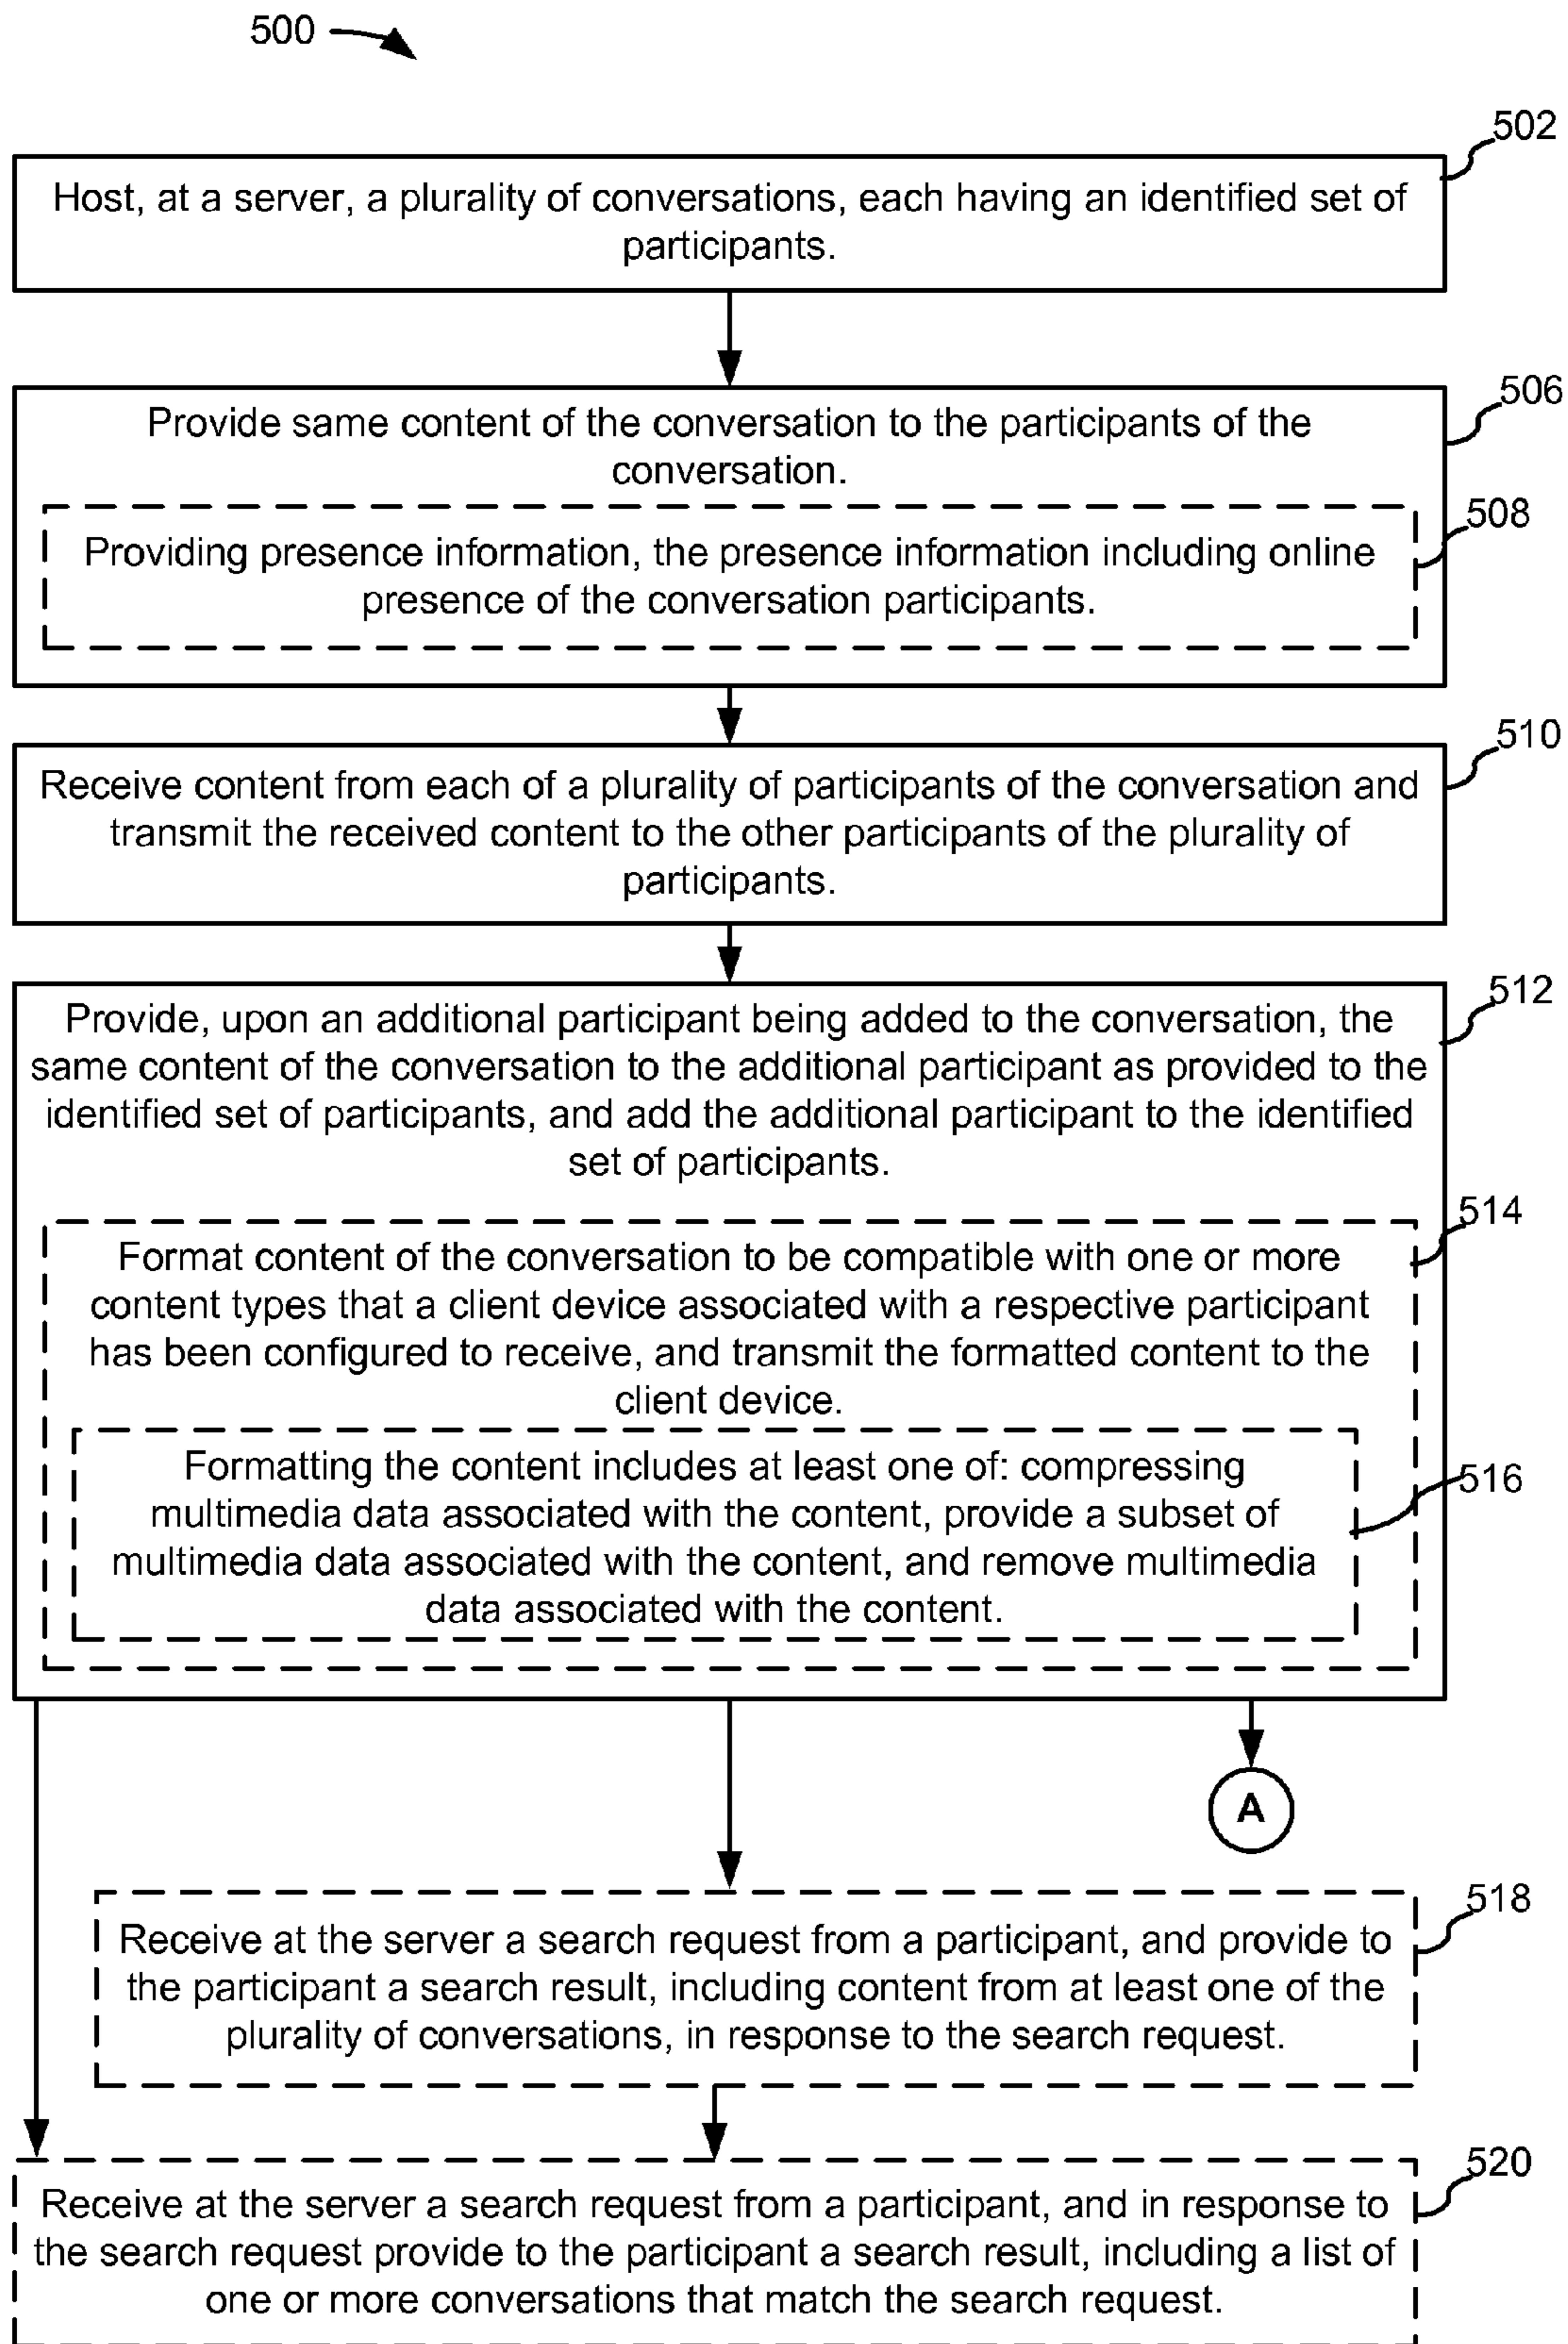 500
502
Host, at a server, a plurality of conversations, each having an identified set of
participants.
506
Provide same content of the conversation to the participants of the
conversation.
508
Providing presence information, the presence information including online
presence of the conversation participants.
510
Receive content from each of a plurality of participants of the conversation and
transmit the received content to the other participants of the plurality of
participants.
512
Provide, upon an additional participant being added to the conversation, the
same content of the conversation to the additional participant as provided to the
identified set of participants, and add the additional participant to the identified
set of participants.
514
Format content of the conversation to be compatible with one or more
content types that a client device associated with a respective participant
has been configured to receive, and transmit the formatted content to the
client device.
Formatting the content includes at least one of: compressing
516
multimedia data associated with the content, provide a subset of
multimedia data associated with the content, and remove multimedia
data associated with the content.
A
518
Receive at the server a search request from a participant, and provide to
the participant a search result, including content from at least one of the
plurality of conversations, in response to the search request.
520
Receive at the server a search request from a participant, and in response to
the search request provide to the participant a search result, including a list of
one or more conversations that match the search request.